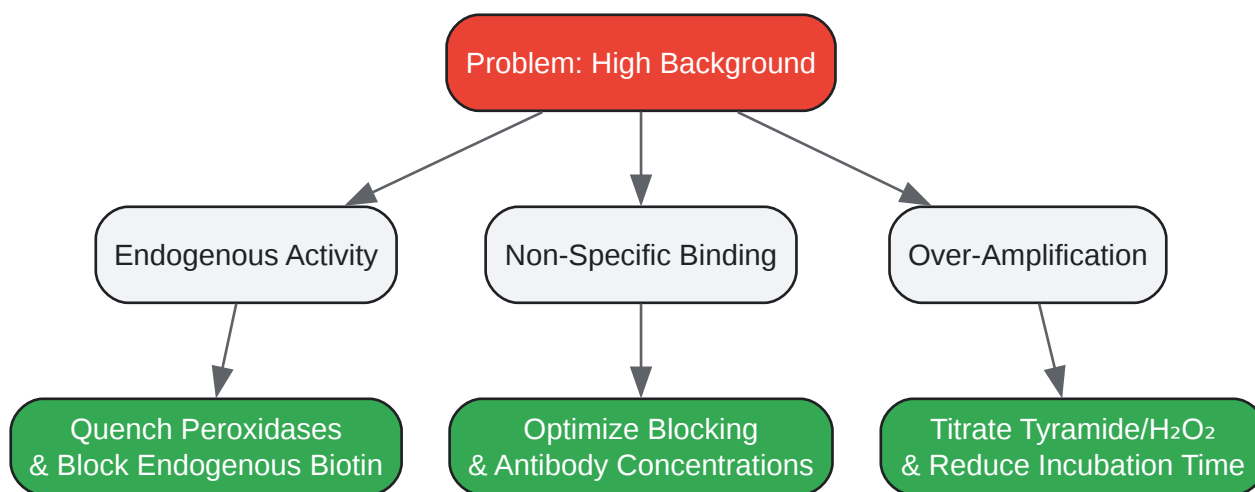 Problem: High Background
Endogenous Activity
Non-Specific Binding
Over-Amplification
Quench Peroxidases
& Block Endogenous Biotin
Optimize Blocking
& Antibody Concentrations
Titrate Tyramide/H₂O₂
& Reduce Incubation Time